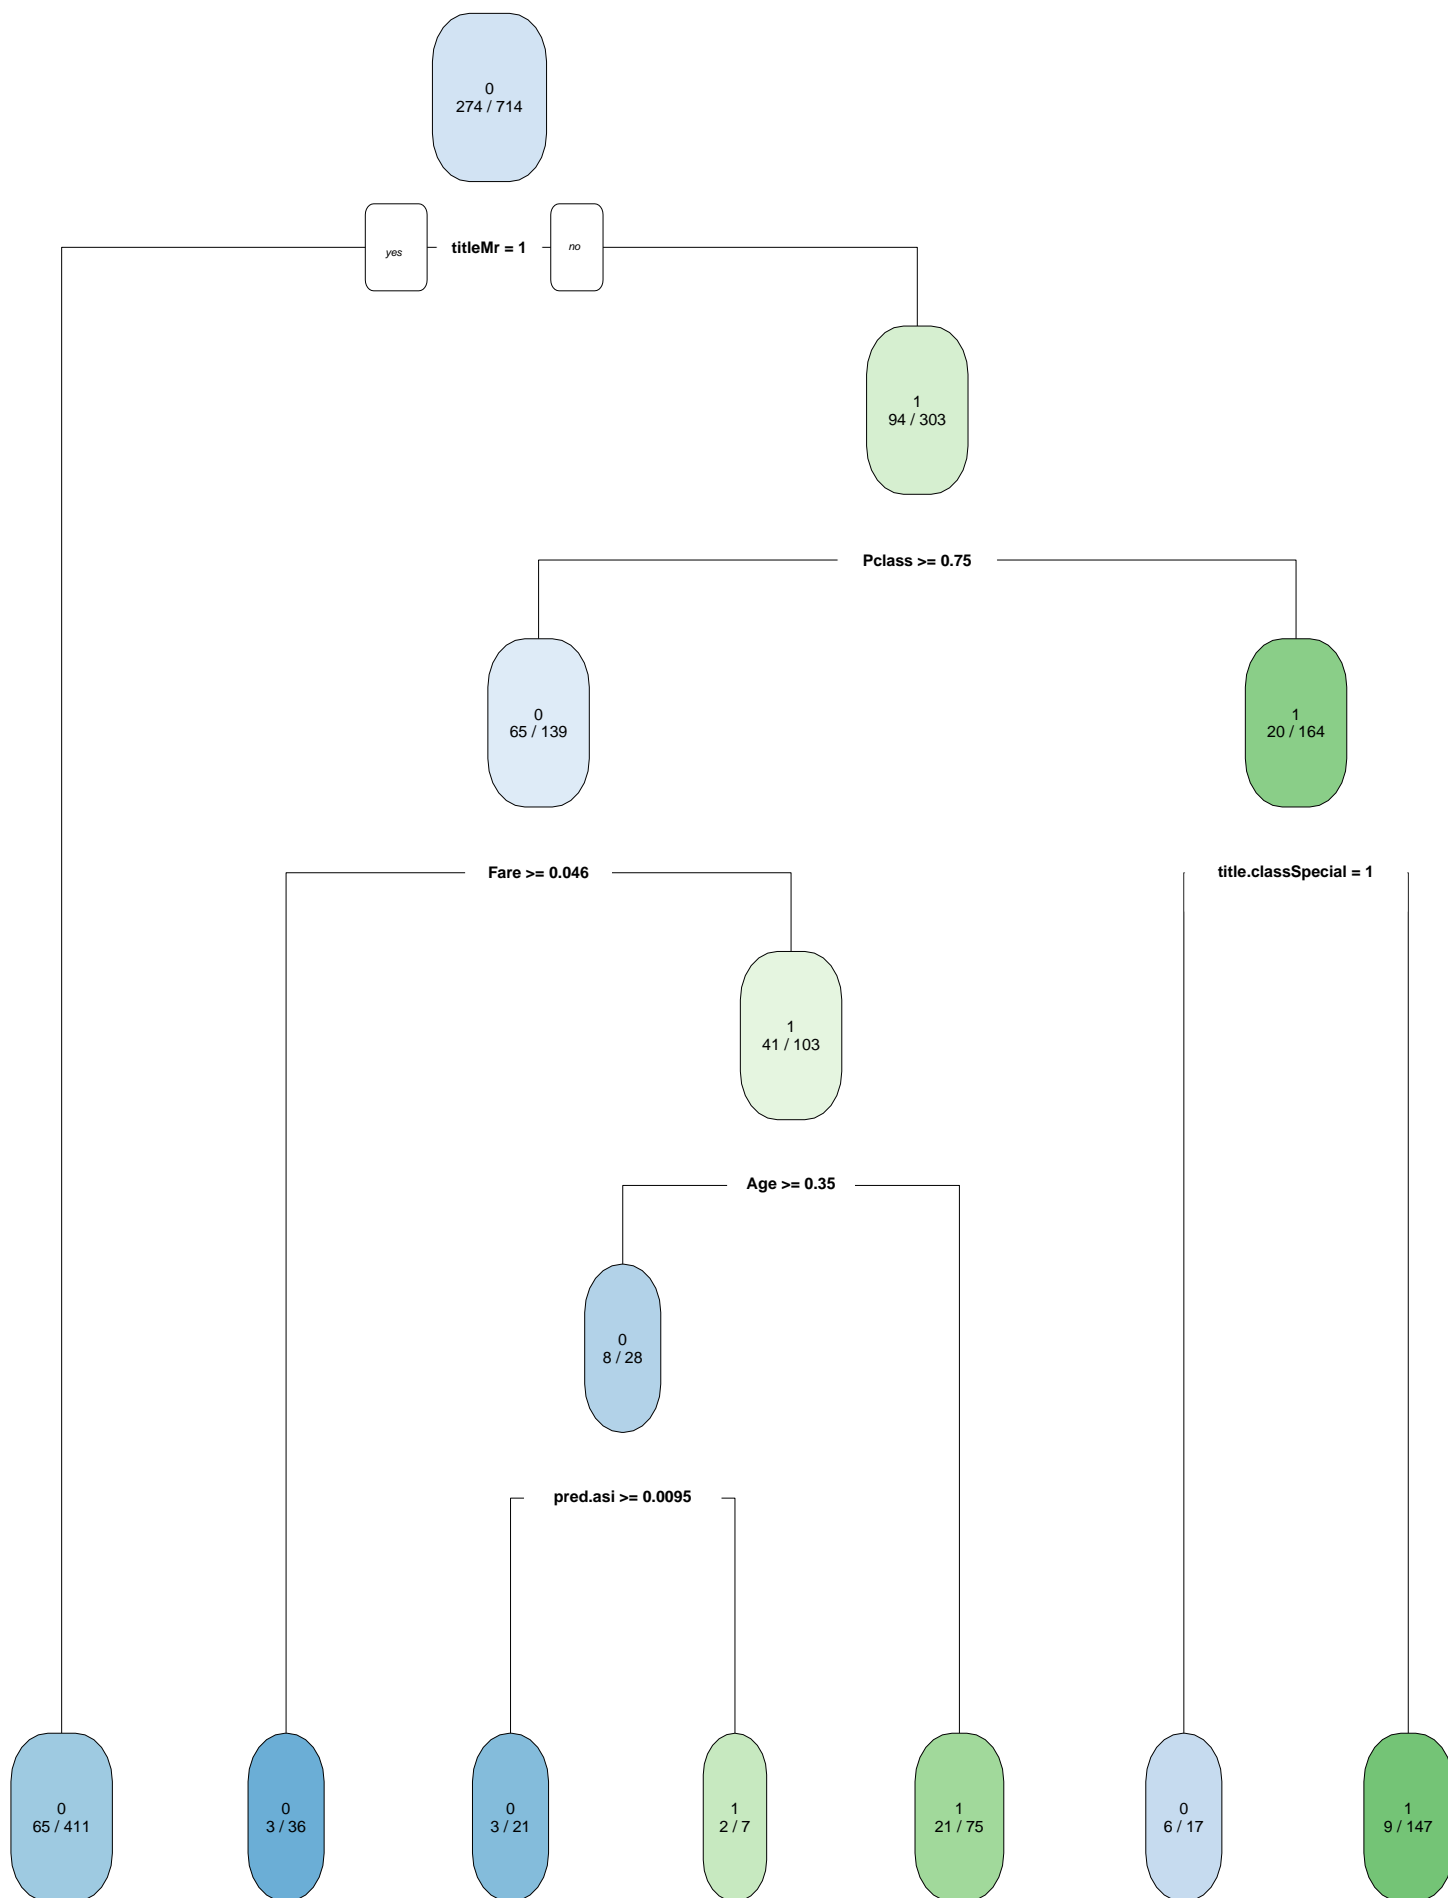 0
274 / 714
yes
titleMr = 1
no
1
94 / 303
Pclass >= 0.75
0
65 / 139
1
20 / 164
Fare >= 0.046
title.classSpecial = 1
1
41 / 103
Age >= 0.35
0
8 / 28
pred.asi >= 0.0095
0
65 / 411
0
3 / 36
0
3 / 21
1
2 / 7
1
21 / 75
0
6 / 17
1
9 / 147